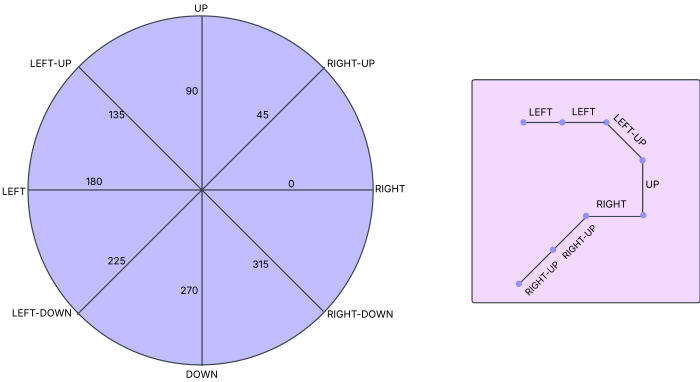 UP
LEFT-UP
RIGHT-UP
90
135
45
LEFT
180
0
RIGHT
225
315
270
LEFT-DOWN
RIGHT-DOWN
DOWN
LEFT
LEFT
LEFT-UP
UP
RIGHT
RIGHT-UP
RIGHT-UP